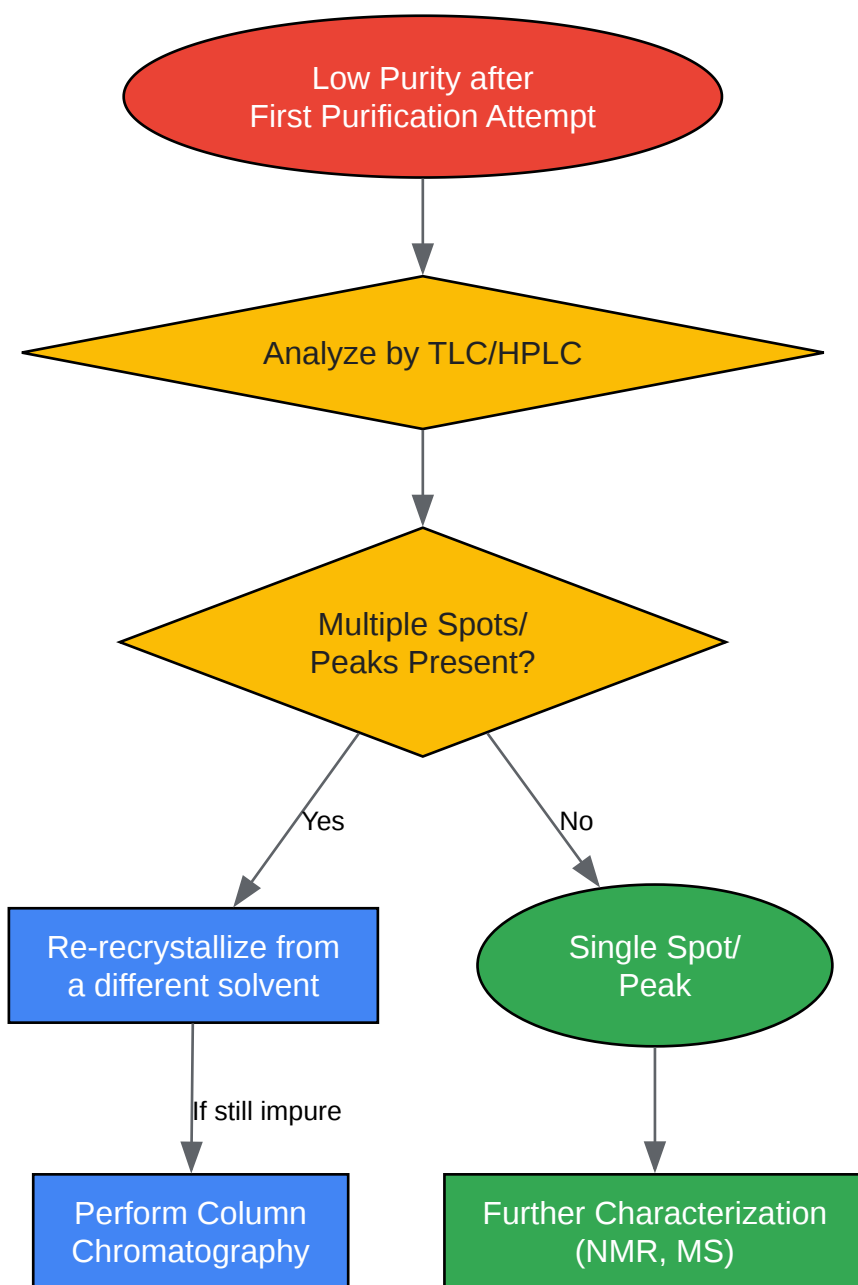 Low Purity after
First Purification Attempt
Analyze by TLC/HPLC
Multiple Spots/
Peaks Present?
Yes
No
Re-recrystallize from
a different solvent
Single Spot/
Peak
If still impure
Perform Column
Chromatography
Further Characterization
(NMR, MS)